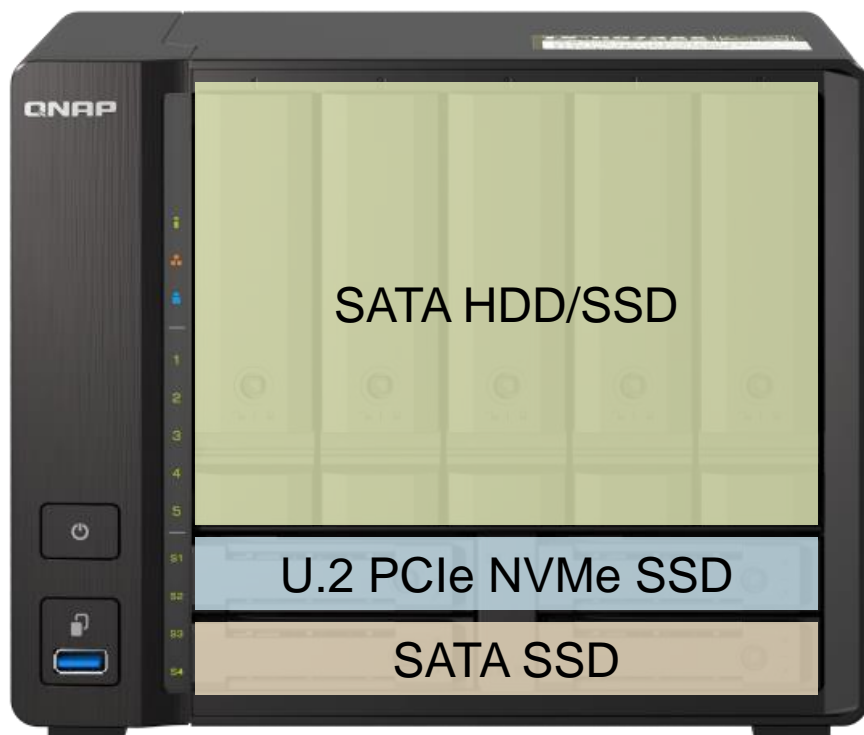 QNAP
SATA HDD/SSD
1
2
3
4
5
S1
S2
S3
S4
U.2 PCIe NVMe SSD
SATA SSD